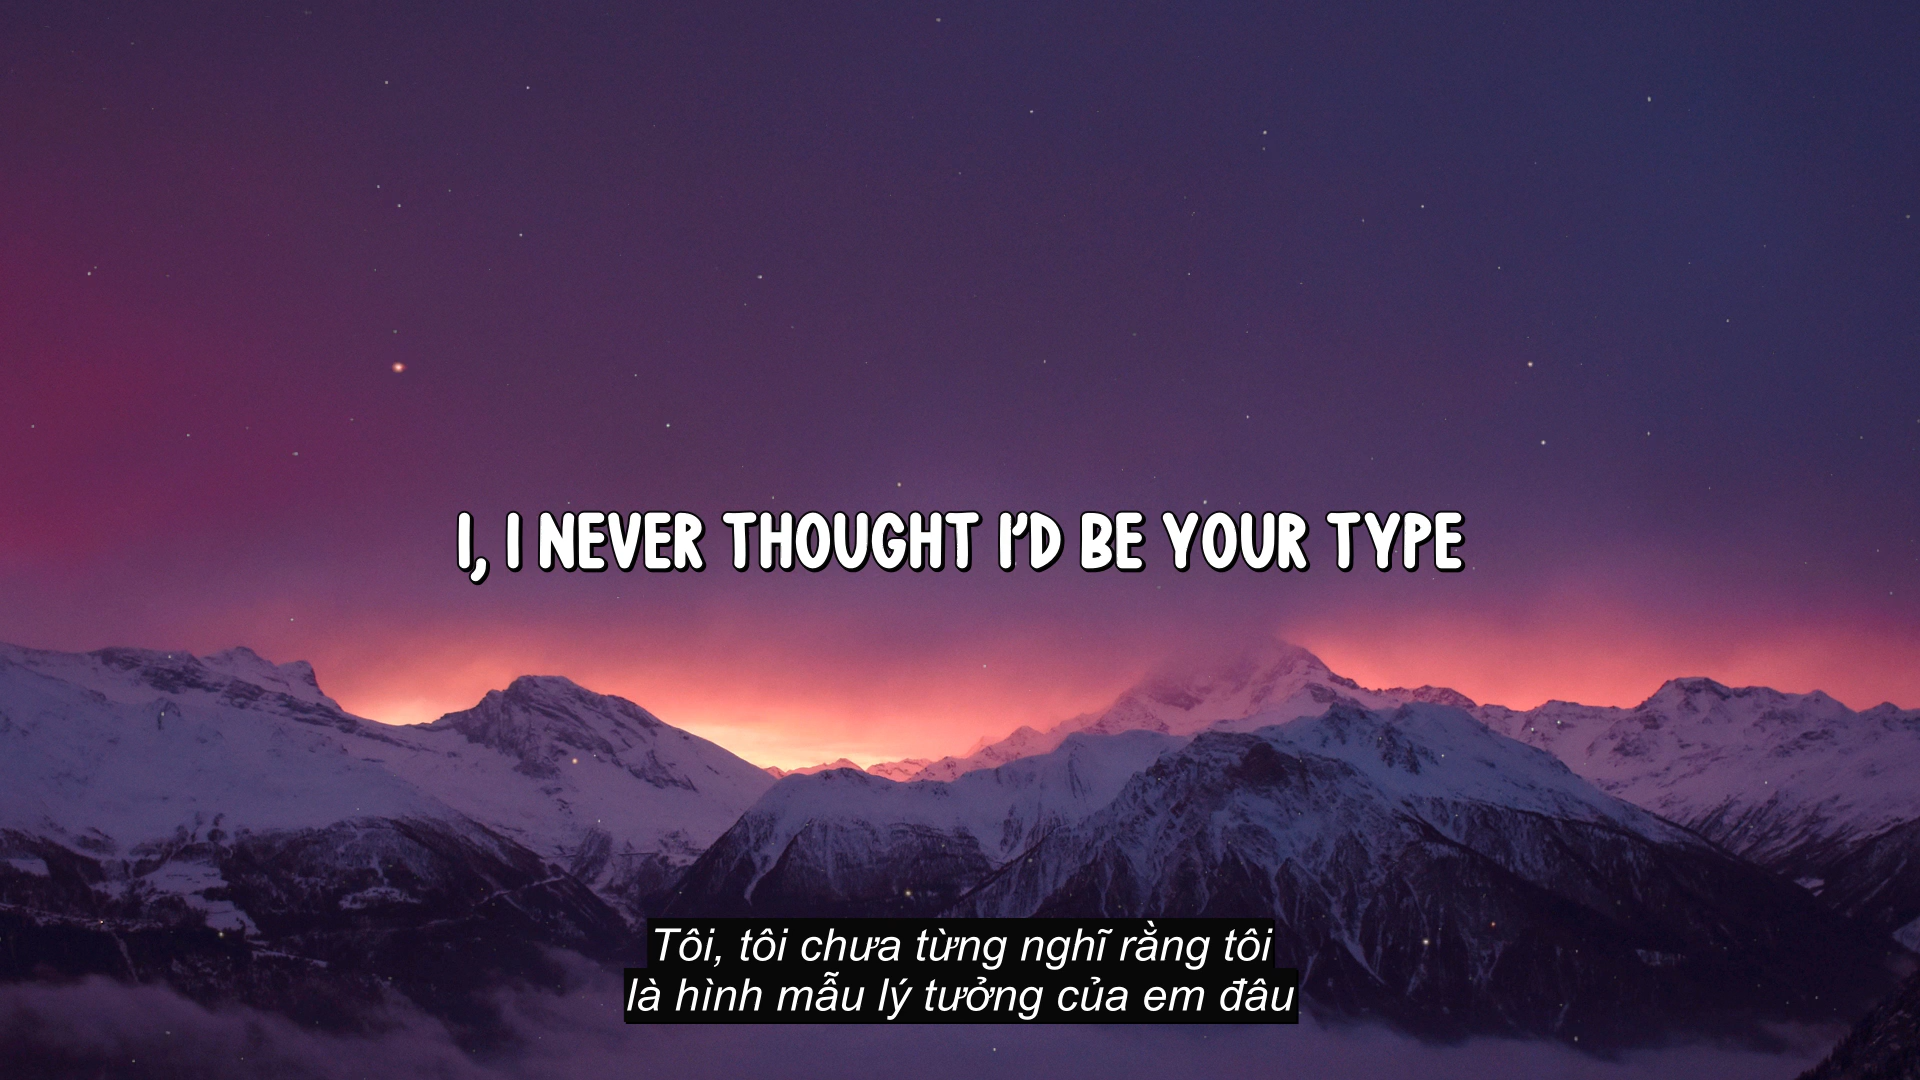 I, I NEVER THOUGHT I'D BE YOUR TYPE
Tôi, tôi chưa từng nghĩ rằng tôi
là hình mẫu lý tưởng của em đâu